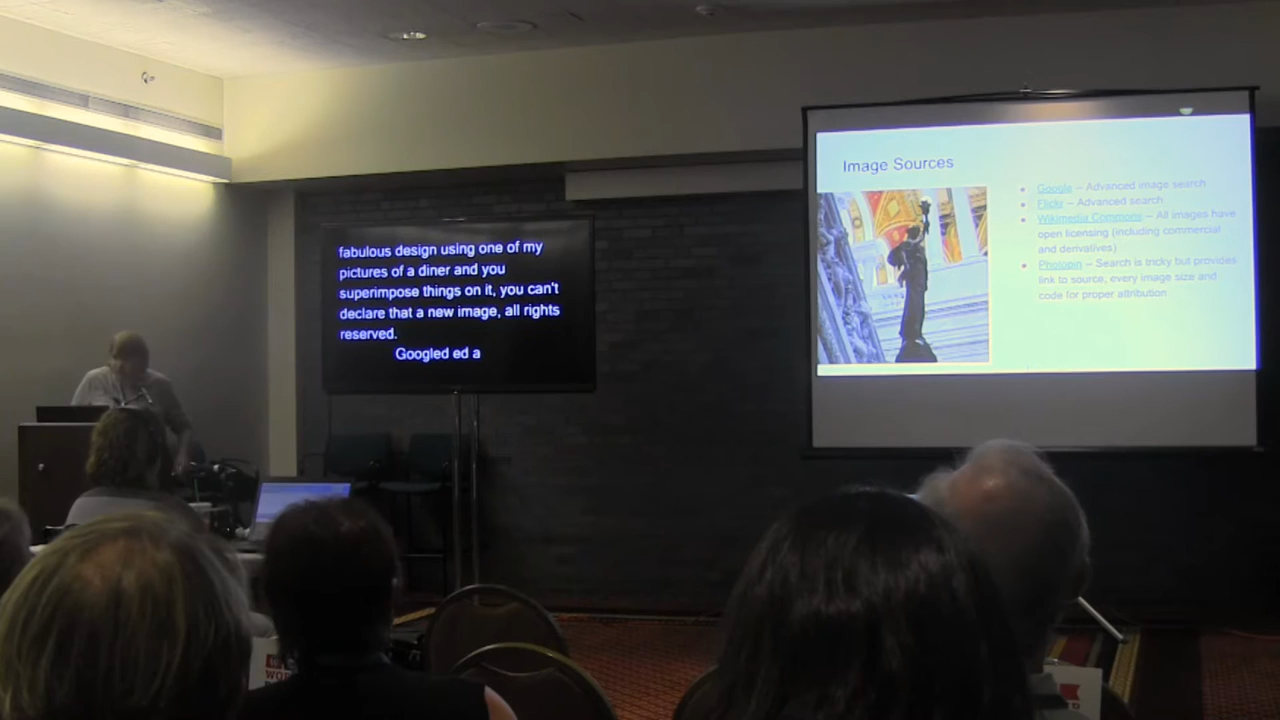 fabulous design using one of my
pictures of a diner and you
superimpose things on it, you can't
declare that a new image, all rights
reserved.
Googled ed a
Image Sources
Google – Advanced image search
Flickr – Advanced search
Wikimedia Commons – All images have
open licensing (including commercial
and derivatives)
Photopin – Search is tricky but provides
link to source, every image size and
code for proper attribution